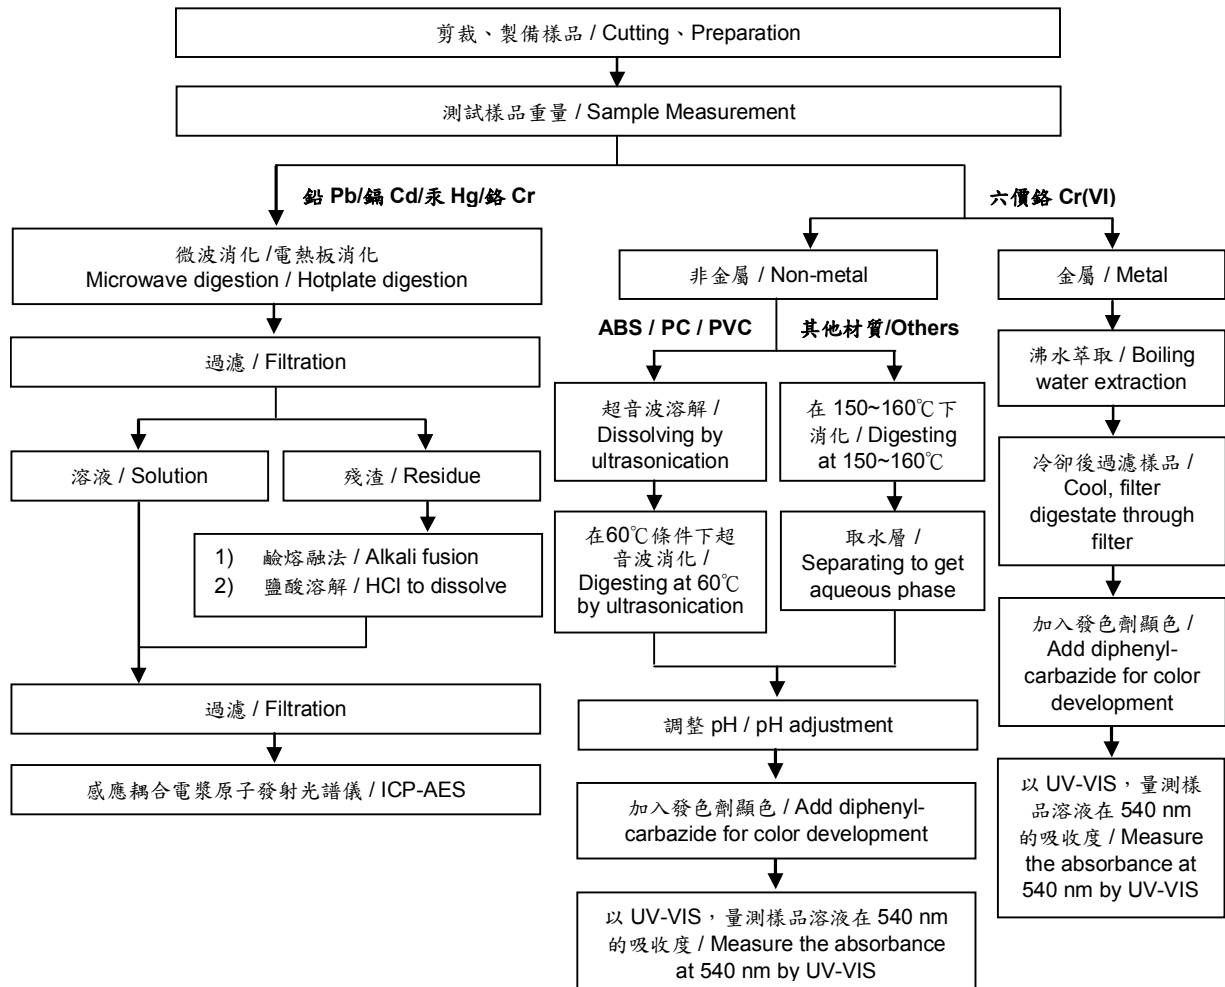 剪裁、製備樣品 / Cutting、Preparation
測試樣品重量 / Sample Measurement
鉛 Pb/鎘 Cd/汞 Hg/鉻 Cr
六價鉻 Cr(VI)
微波消化 /電熱板消化
Microwave digestion / Hotplate digestion
過濾 / Filtration
溶液 / Solution
殘渣 / Residue
1) 鹼熔融法 / Alkali fusion
2) 鹽酸溶解 / HCl to dissolve
過濾 / Filtration
感應耦合電漿原子發射光譜儀 / ICP-AES
非金屬 / Non-metal
ABS / PC / PVC
其他材質/Others
超音波溶解 /
Dissolving by
ultrasonication
在60℃條件下超
音波消化 /
Digesting at 60℃
by ultrasonication
在 150~160℃下
消化 / Digesting
at 150~160℃
取水層 /
Separating to get
aqueous phase
調整 pH / pH adjustment
加入發色劑顯色 / Add diphenyl-
carbazide for color development
以 UV-VIS，量測樣品溶液在 540 nm
的吸收度 / Measure the absorbance
at 540 nm by UV-VIS
金屬 / Metal
沸水萃取 / Boiling
water extraction
冷卻後過濾樣品 /
Cool, filter
digestate through
filter
加入發色劑顯色 /
Add diphenyl-
carbazide for color
development
以 UV-VIS，量測樣
品溶液在 540 nm
的吸收度 / Measure
the absorbance at
540 nm by UV-VIS